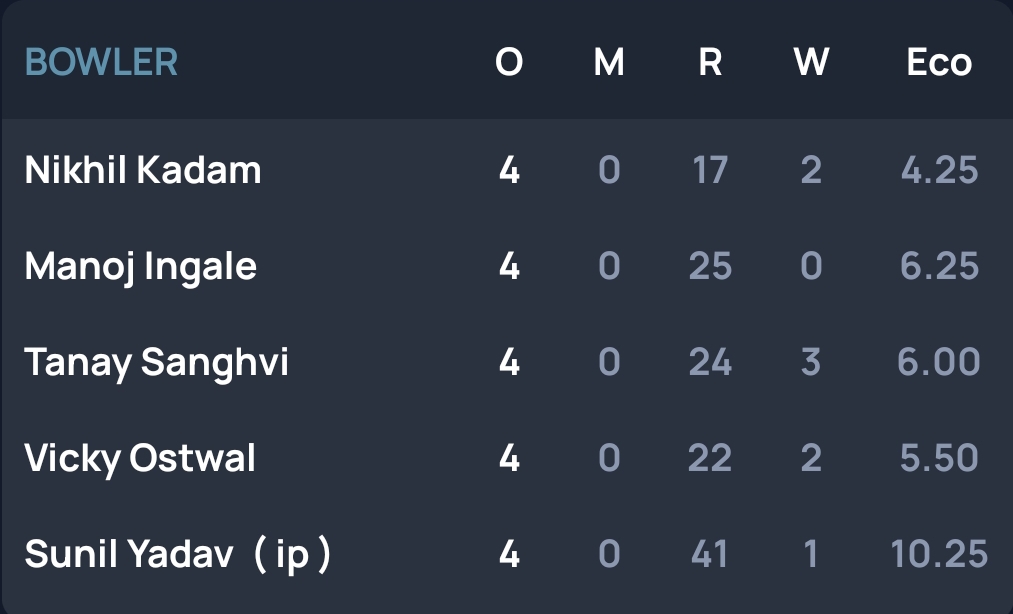 BOWLER O M R W Eco
Nikhil Kadam 4 0 17 2 4.25
Manoj Ingale 4 0 25 0 6.25
Tanay Sanghvi 4 0 24 3 6.00
Vicky Ostwal 4 0 22 2 5.50
Sunil Yadav ( ip ) 4 0 41 1 10.25